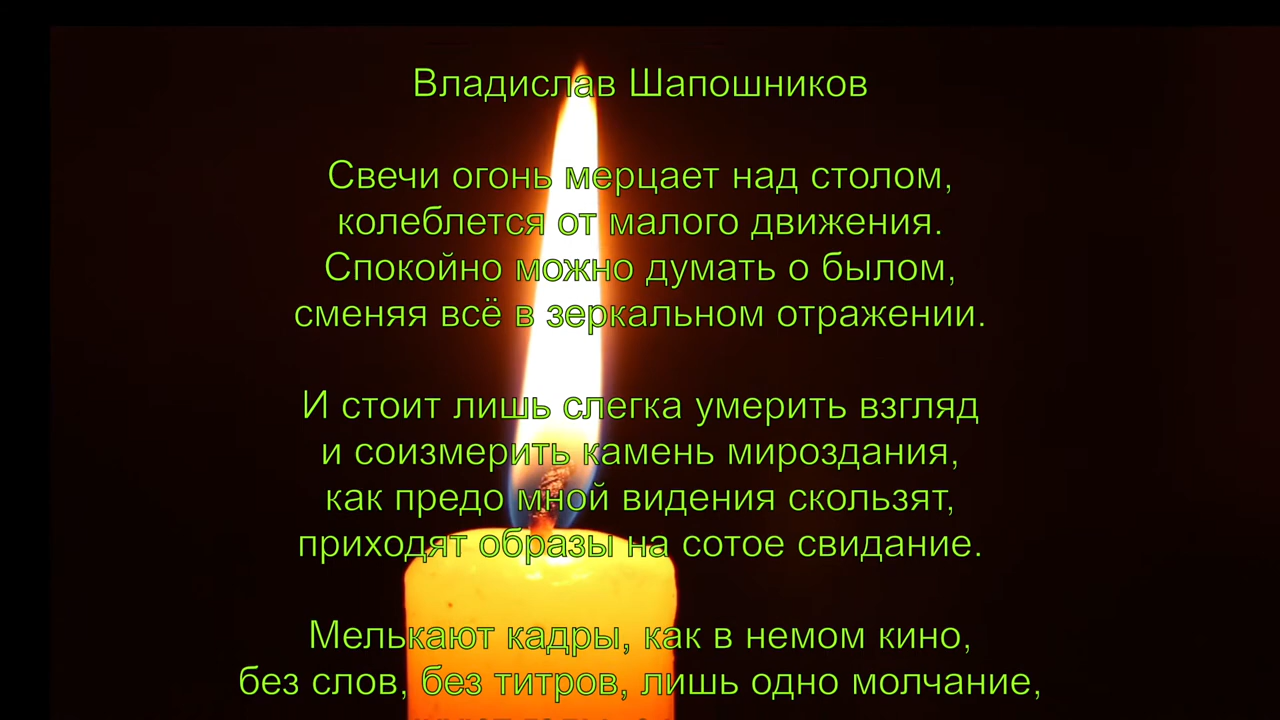 Владислав Шапошников
Свечи огонь мерцает над столом,
колеблется от малого движения.
Спокойно можно думать о былом,
сменяя всё в зеркальном отражении.
И стоит лишь слегка умерить взгляд
и соизмерить камень мироздания,
как предо мной видения скользят,
приходят образы на сотое свидание.
Мелькают кадры, как в немом кино,
без слов, без титров, лишь одно молчание,